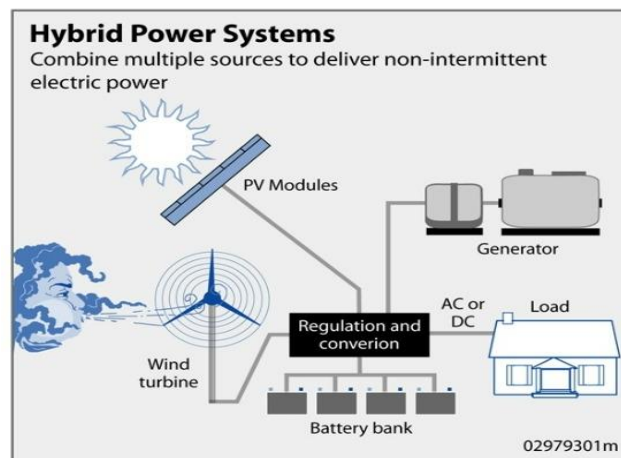 Hybrid Power Systems
Combine multiple sources to deliver non-intermittent
electric power
PV Modules
Generator
AC or
DC
Load
Regulation and
converion
Wind
turbine
Battery bank
02979301m